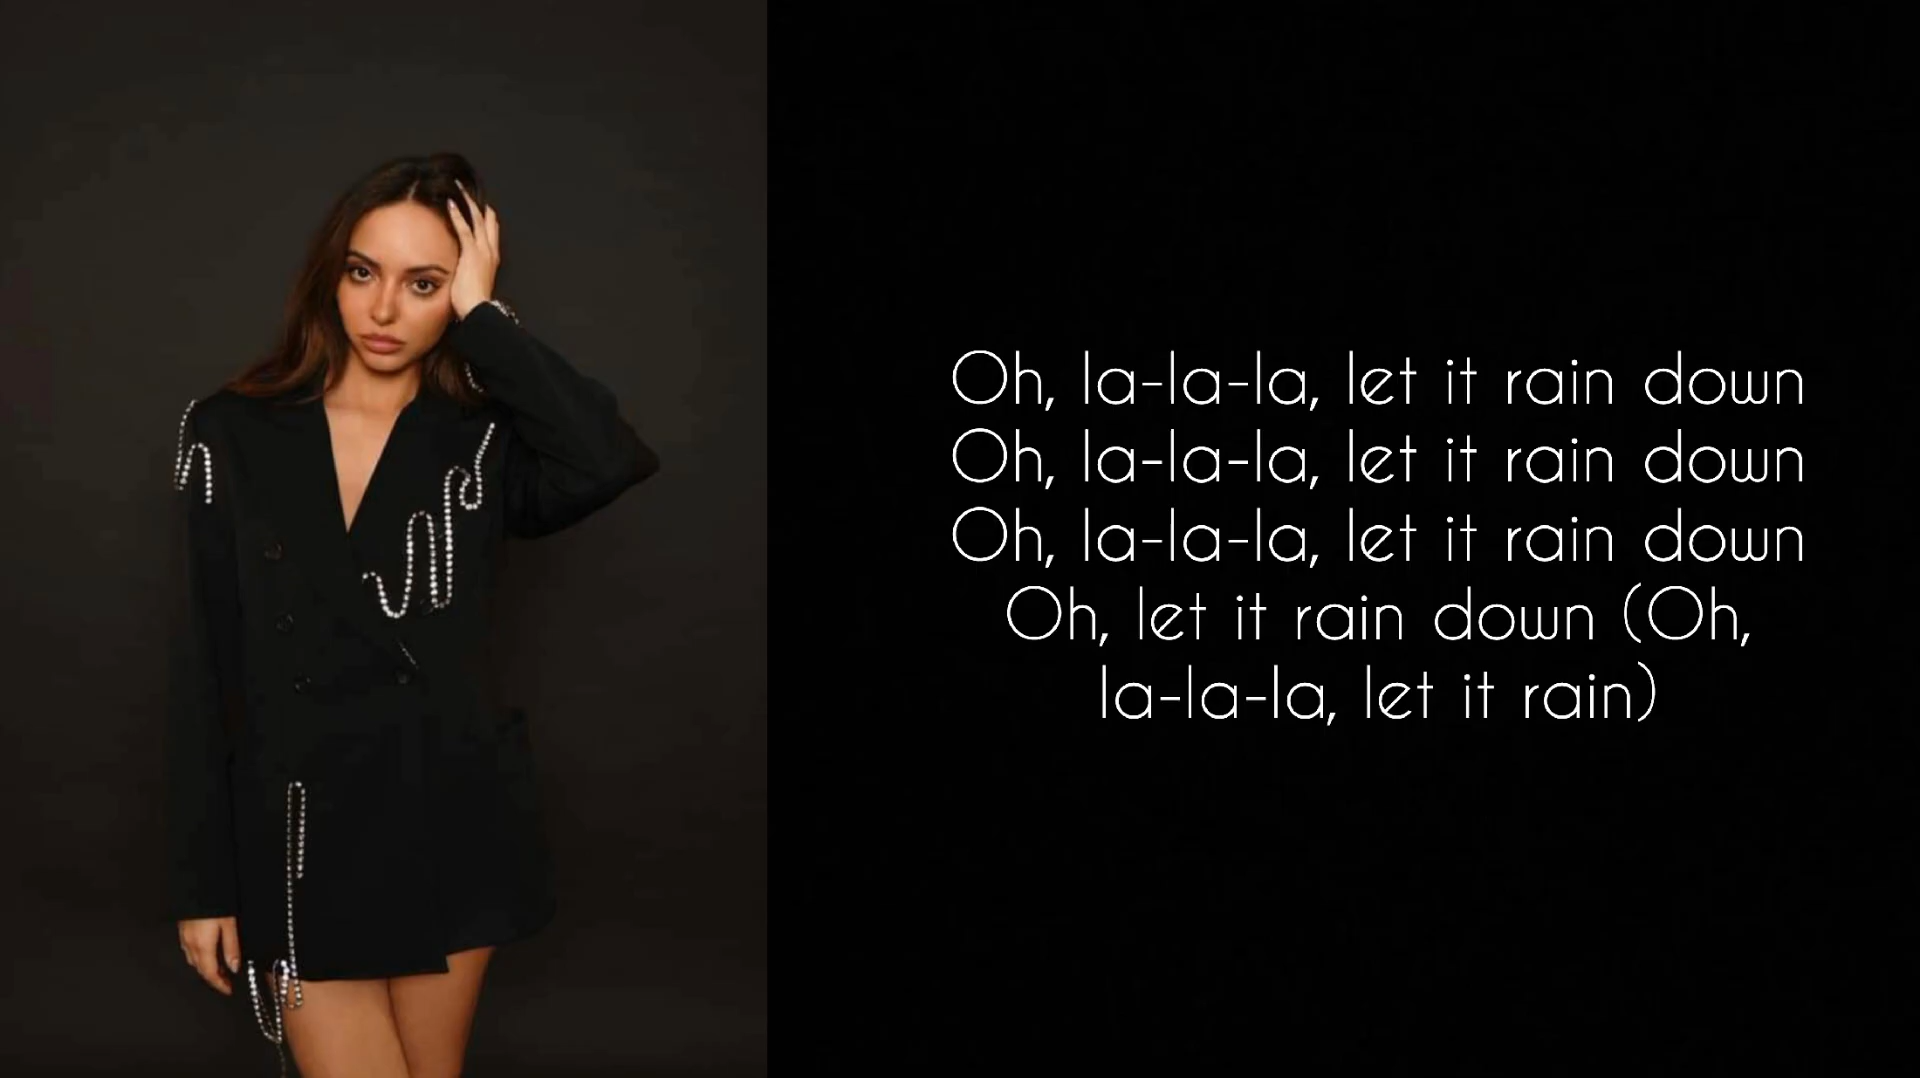 Oh, la-la-la, let it rain down
Oh, la-la-la, let it rain down
Oh, la-la-la, let it rain down
Oh, let it rain down (Oh,
la-la-la, let it rain)